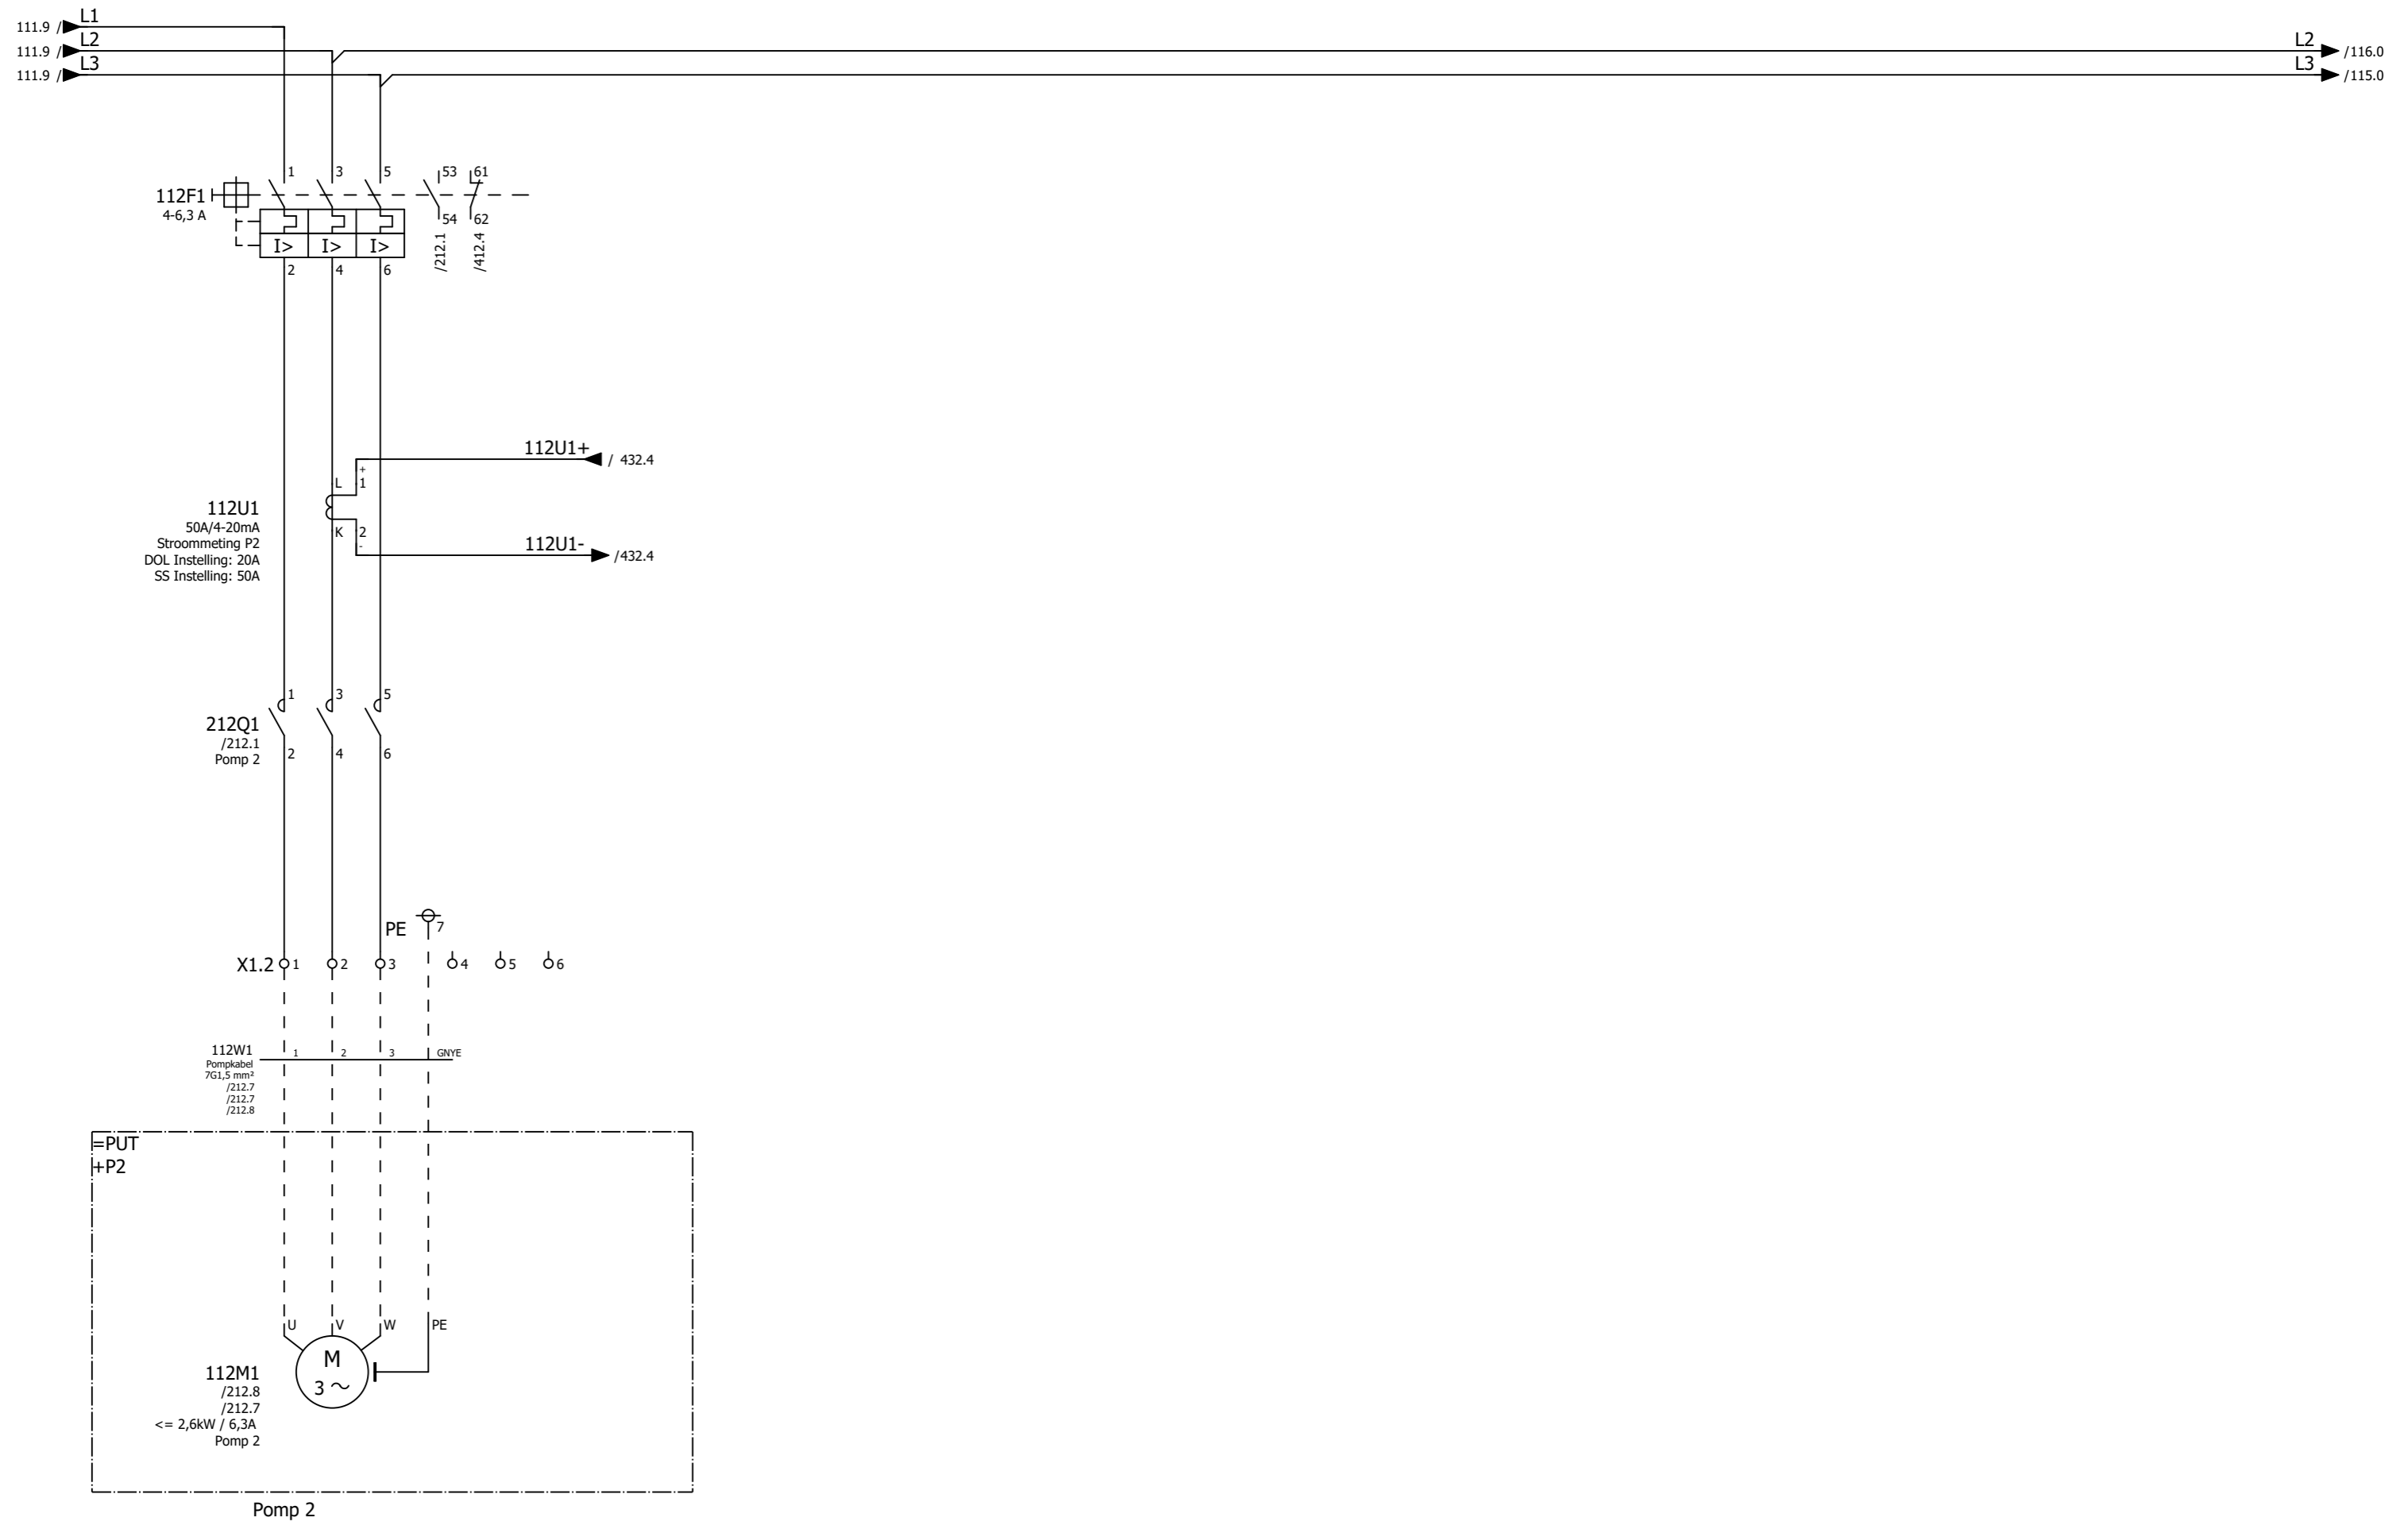 L1
111.9 /
L2
111.9 /
L3
111.9 /
L2
/116.0
L3
/115.0
1 3 5 53 61
112F1
4-6,3 A
54 62
I> I> I>
2 4 6
/212.1
/412.4
112U1+
/ 432.4
+
L 1
112U1
50A/4-20mA
Stroommeting P2
DOL Instelling: 20A
SS Instelling: 50A
K 2
-
112U1-
/432.4
1 3 5
212Q1
/212.1
Pomp 2
2 4 6
PE 7
X1.2 1 2 3 4 5 6
112W1 1 2 3 GNYE
Pompkabel
7G1,5 mm²
/212.7
/212.7
/212.8
=PUT
+P2
U V W PE
M
3 ~
112M1
/212.8
/212.7
<= 2,6kW / 6,3A
Pomp 2
Pomp 2